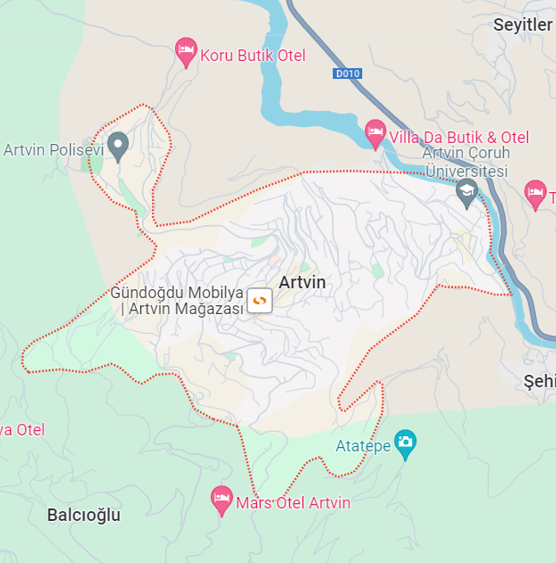 Seyitler
Koru Butik Otel
D010
Villa Da Butik & Otel
Artvin Polisevi
Artvin Çoruh
Üniversitesi
T
Artvin
Gündoğdu Mobilya
| Artvin Mağazası
Şehi
va Otel
Atatepe
Mars Otel Artvin
Balcıoğlu